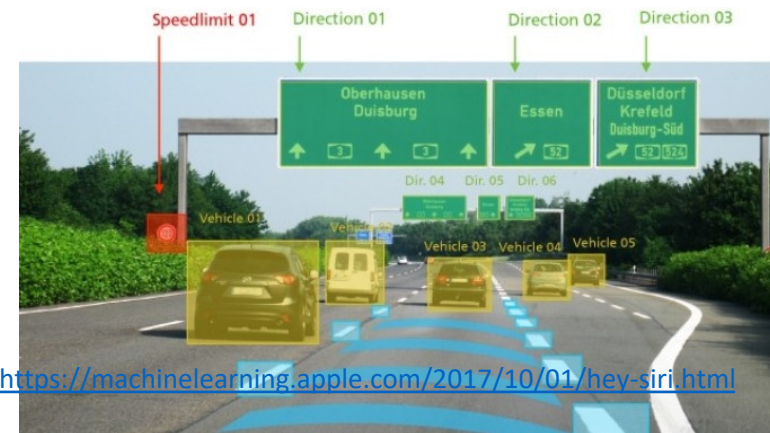 Speedlimit 01
Direction 01
Direction 02
Direction 03
Oberhausen
Duisburg
3
3
Essen
52
Düsseldorf
Krefeld
Duisburg-Süd
52 524
Dir. 04
Dir. 05
Dir. 06
Vehicle 01
Vehicle 03
Vehicle 04
Vehicle 05
https://machinelearning.apple.com/2017/10/01/hey-siri.html